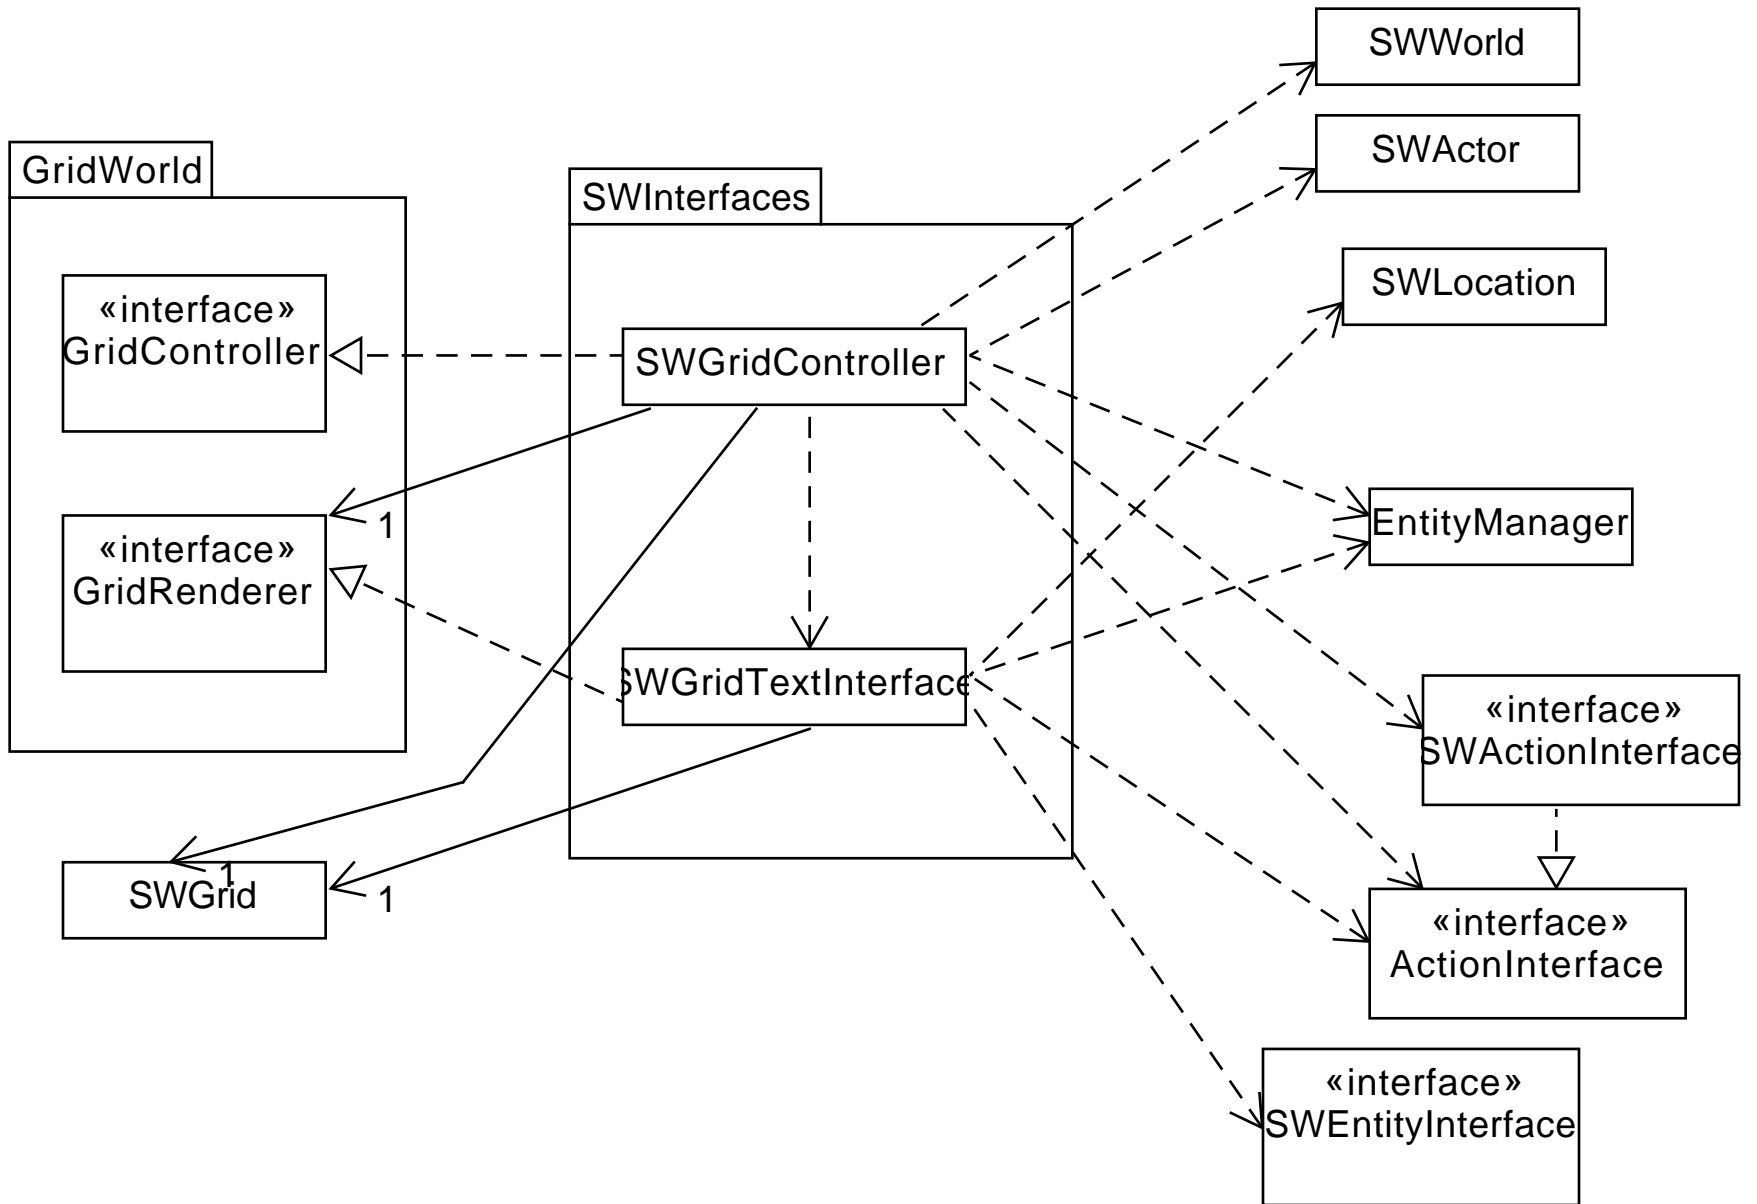 SWWorld
SWActor
GridWorld
SWInterfaces
SWLocation
«interface»
GridController
SWGridController
1
«interface»
GridRenderer
EntityManager
SWGridTextInterface
«interface»
SWActionInterface
1
SWGrid
1
«interface»
ActionInterface
«interface»
SWEntityInterface